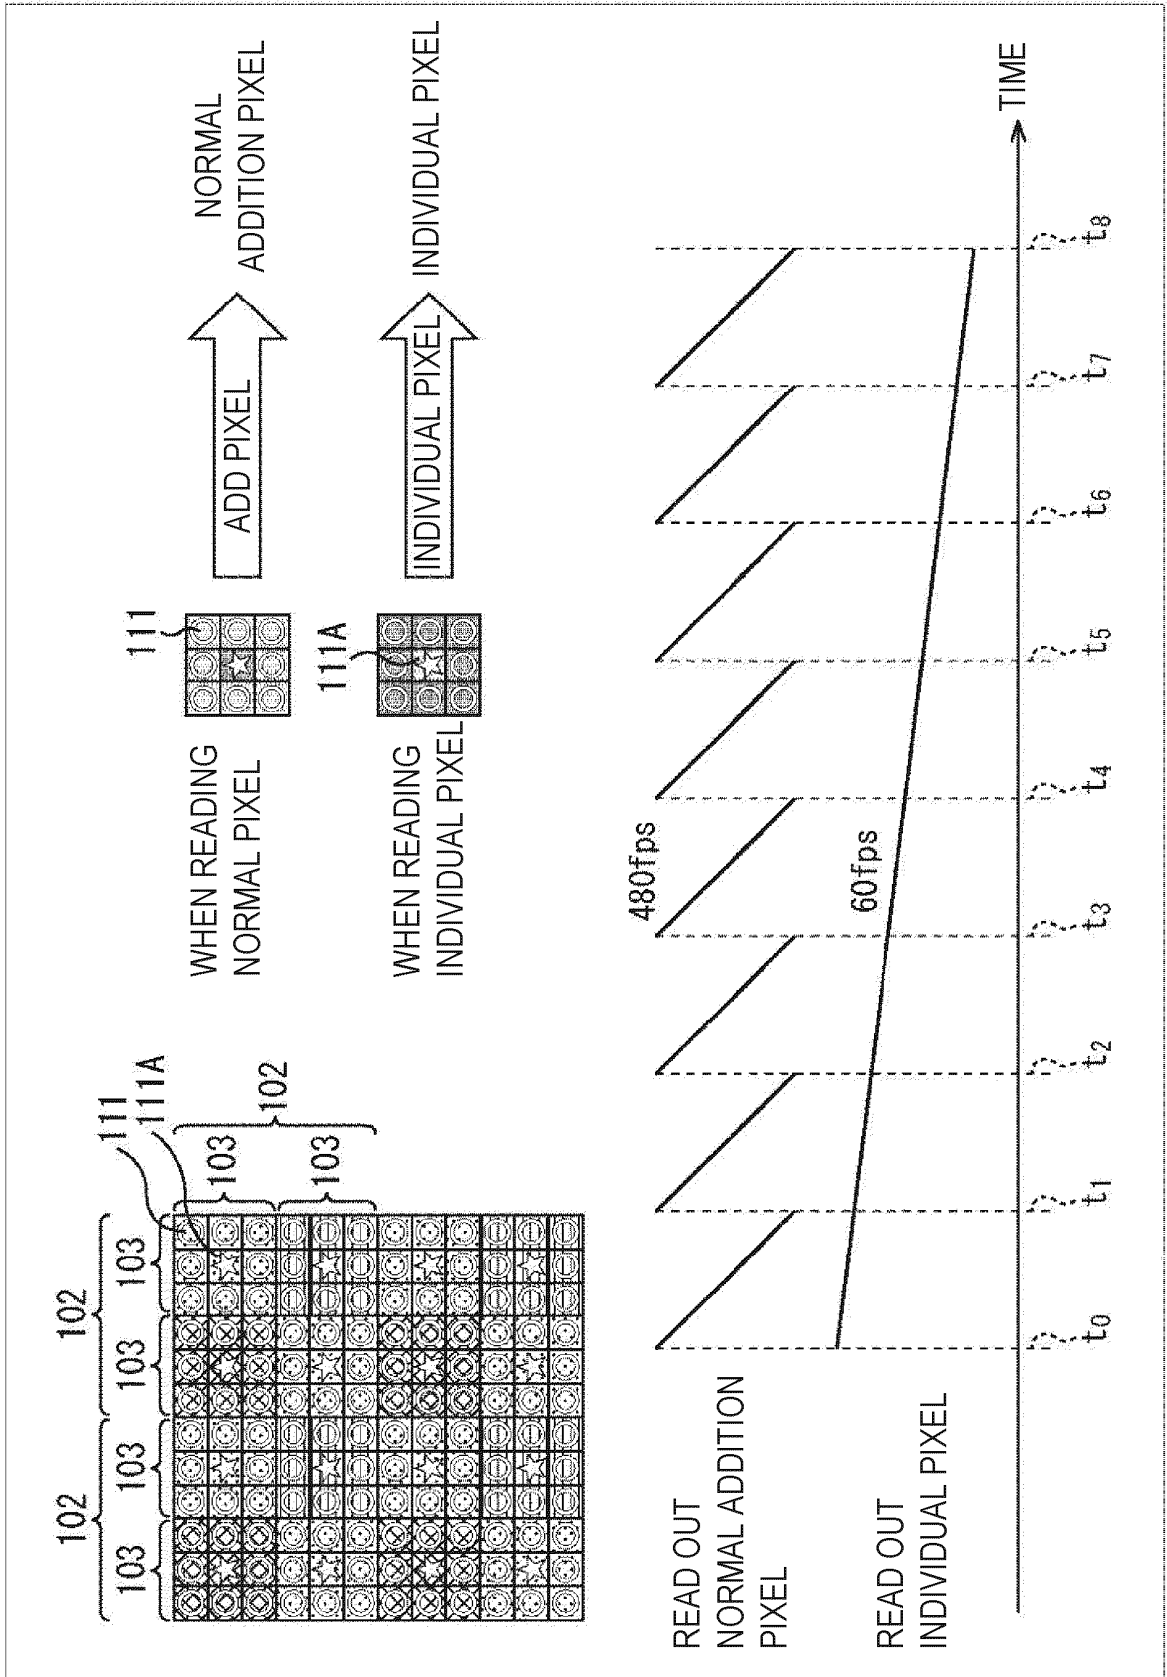 102
102
103
103
103
103
111
111A
103
103
102
WHEN READING
NORMAL PIXEL
111
ADD PIXEL
NORMAL
ADDITION PIXEL
WHEN READING
INDIVIDUAL PIXEL
111A
INDIVIDUAL PIXEL
INDIVIDUAL PIXEL
READ OUT
NORMAL ADDITION
PIXEL
480fps
READ OUT
INDIVIDUAL PIXEL
60fps
TIME
t0
t1
t2
t3
t4
t5
t6
t7
t8